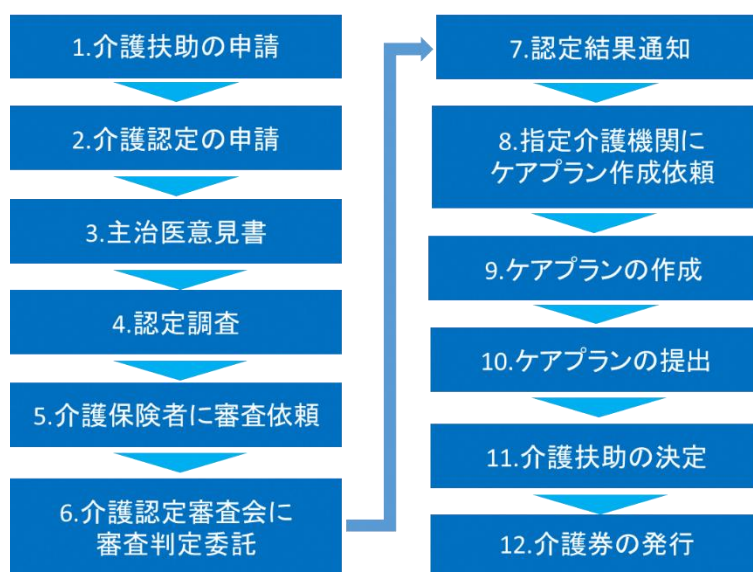 1.介護扶助の申請
2.介護認定の申請
3.主治医意見書
4.認定調査
5.介護保険者に審査依頼
6.介護認定審査会に
審査判定委託
7.認定結果通知
8.指定介護機関に
ケアプラン作成依頼
9.ケアプランの作成
10.ケアプランの提出
11.介護扶助の決定
12.介護券の発行